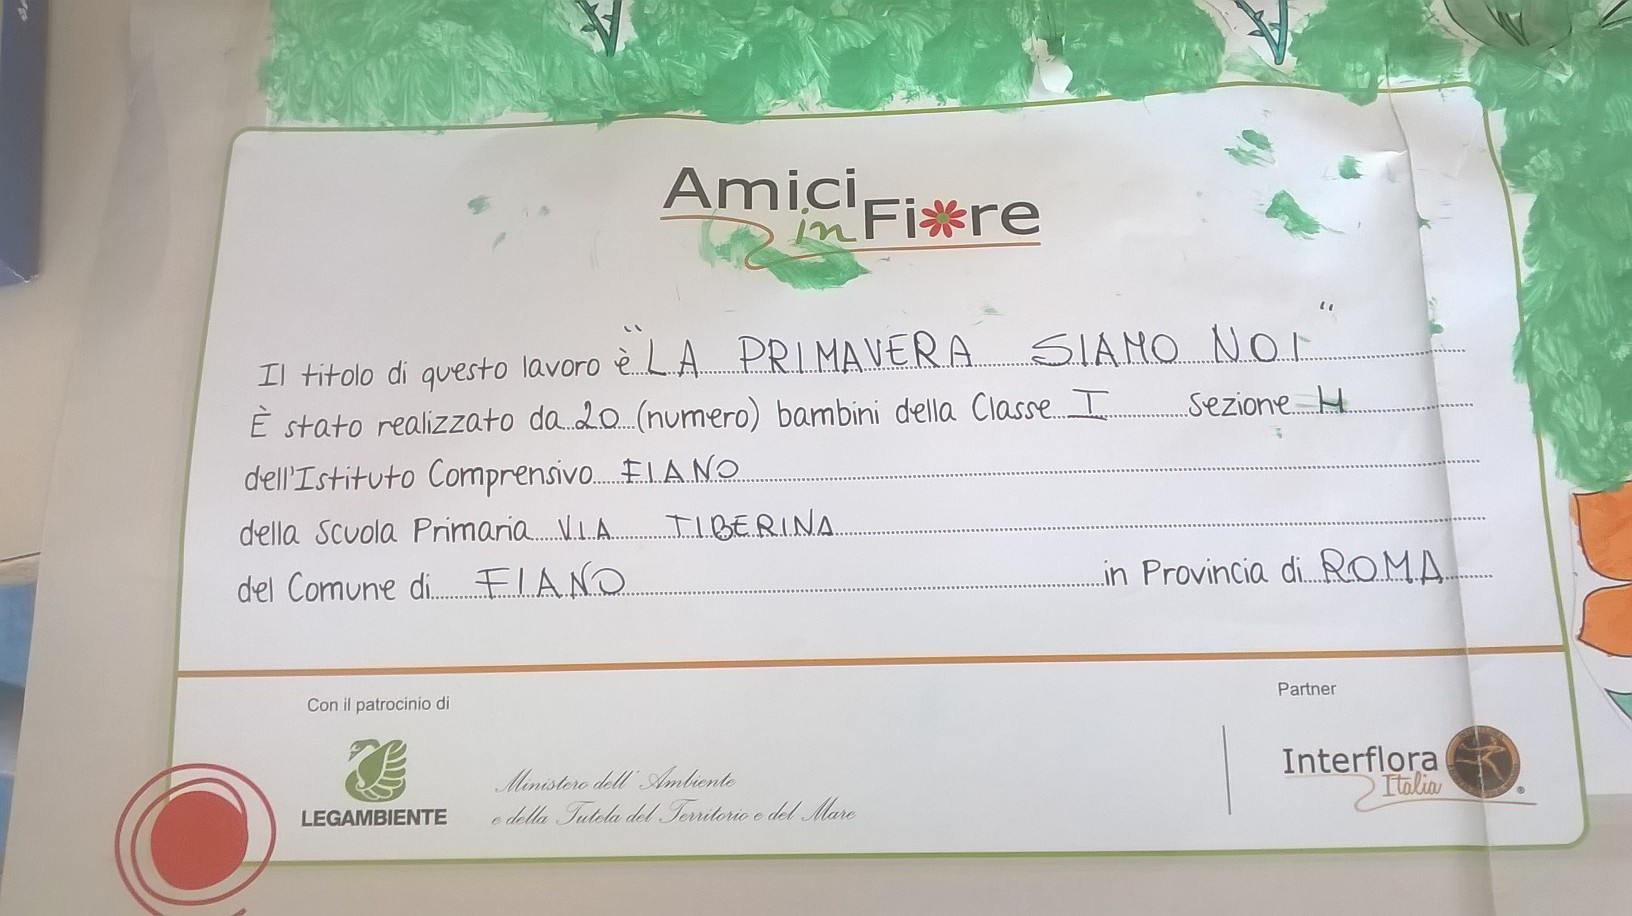 Amici in Fiore
Il titolo di questo lavoro è "LA PRIMAVERA SIAMO NOI"
È stato realizzato da 20 (numero) bambini della Classe I Sezione H
dell'Istituto Comprensivo FIANO
della Scuola Primaria VIA TIBERINA
del Comune di FIANO in Provincia di ROMA
Con il patrocinio di
Partner
LEGAMBIENTE
Ministero dell'Ambiente
e della Tutela del Territorio e del Mare
Interflora
Italia